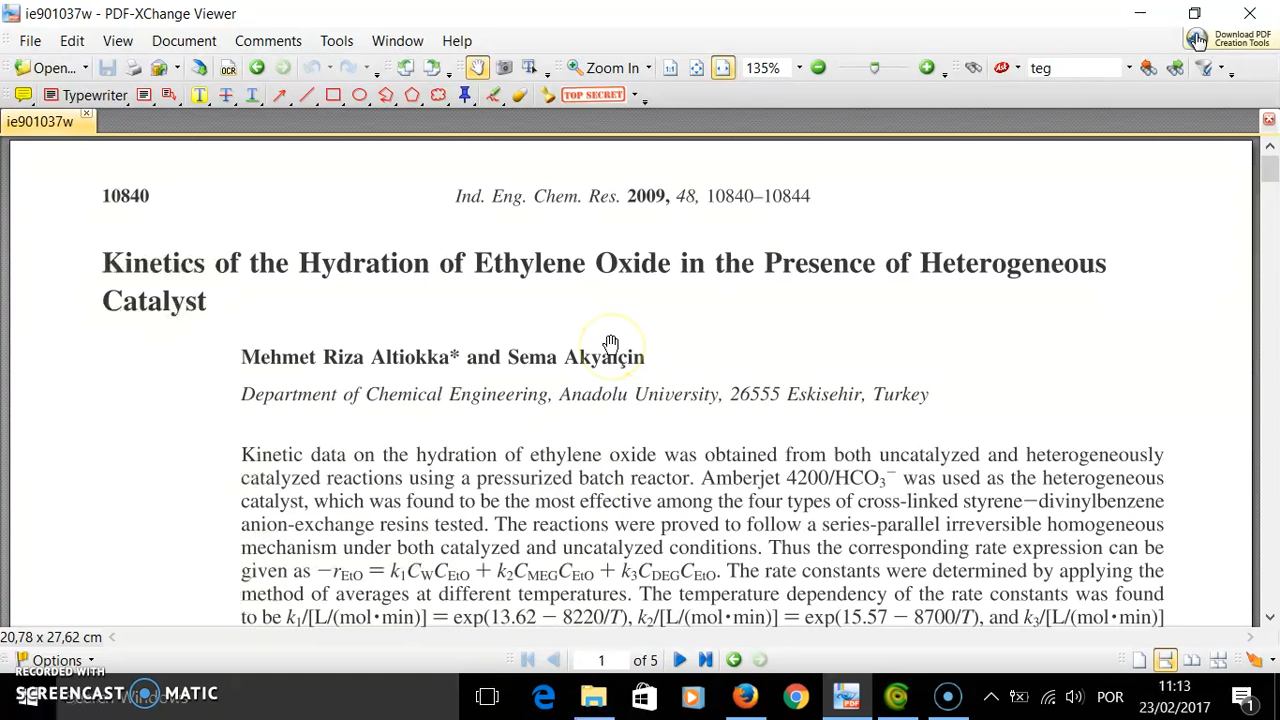 ie901037w - PDF-XChange Viewer
File Edit View Document Comments Tools Window Help
Download PDF
Creation Tools
Open... OCR Zoom In 135% teg
Typewriter TOP SECRET
ie901037w
10840 Ind. Eng. Chem. Res. 2009, 48, 10840–10844
Kinetics of the Hydration of Ethylene Oxide in the Presence of Heterogeneous
Catalyst
Mehmet Riza Altiokka* and Sema Akyalçin
Department of Chemical Engineering, Anadolu University, 26555 Eskisehir, Turkey
Kinetic data on the hydration of ethylene oxide was obtained from both uncatalyzed and heterogeneously
catalyzed reactions using a pressurized batch reactor. Amberjet 4200/HCO₃⁻ was used as the heterogeneous
catalyst, which was found to be the most effective among the four types of cross-linked styrene−divinylbenzene
anion-exchange resins tested. The reactions were proved to follow a series-parallel irreversible homogeneous
mechanism under both catalyzed and uncatalyzed conditions. Thus the corresponding rate expression can be
given as −rEtO = k₁CWCEtO + k₂CMEGCEtO + k₃CDEGCEtO. The rate constants were determined by applying the
method of averages at different temperatures. The temperature dependency of the rate constants was found
to be k₁/[L/(mol·min)] = exp(13.62 − 8220/T), k₂/[L/(mol·min)] = exp(15.57 − 8700/T), and k₃/[L/(mol·min)]
20,78 x 27,62 cm
Options 1 of 5
RECORDED WITH
SCREENCAST MATIC
Windows
POR
11:13
23/02/2017
1